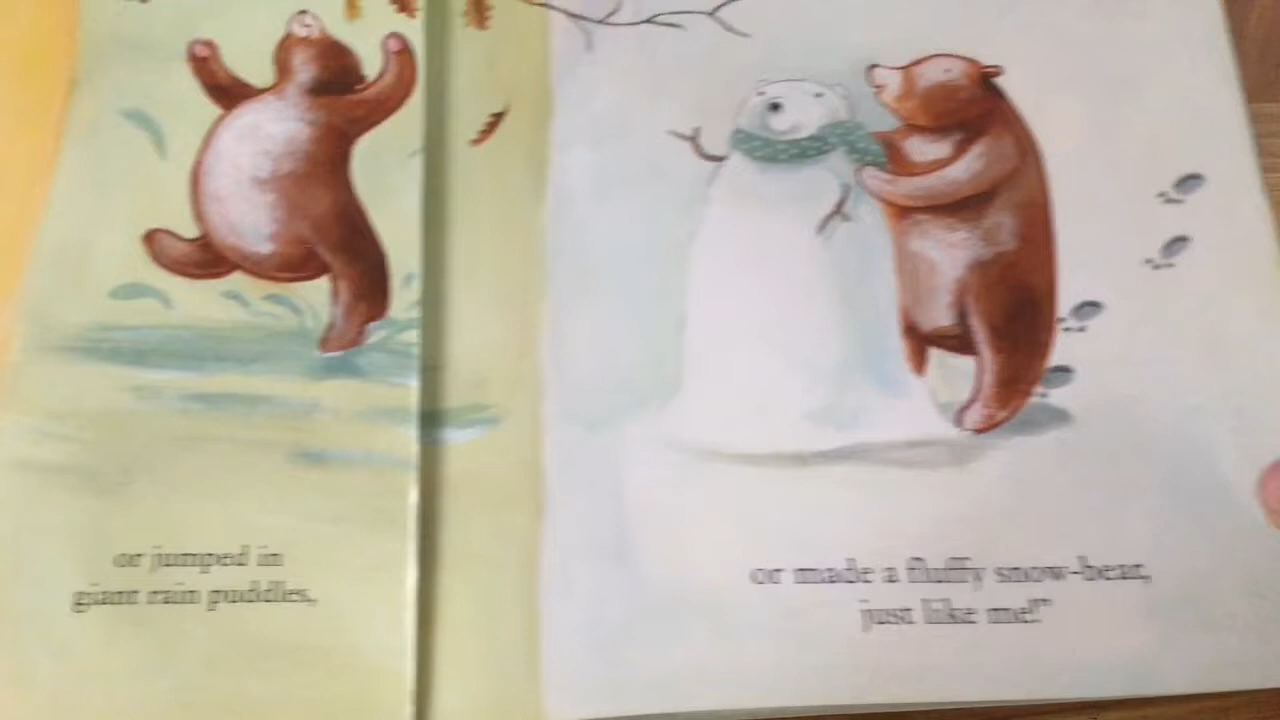 or jumped in
giant rain puddles,
or made a fluffy snow-bear,
just like me!"